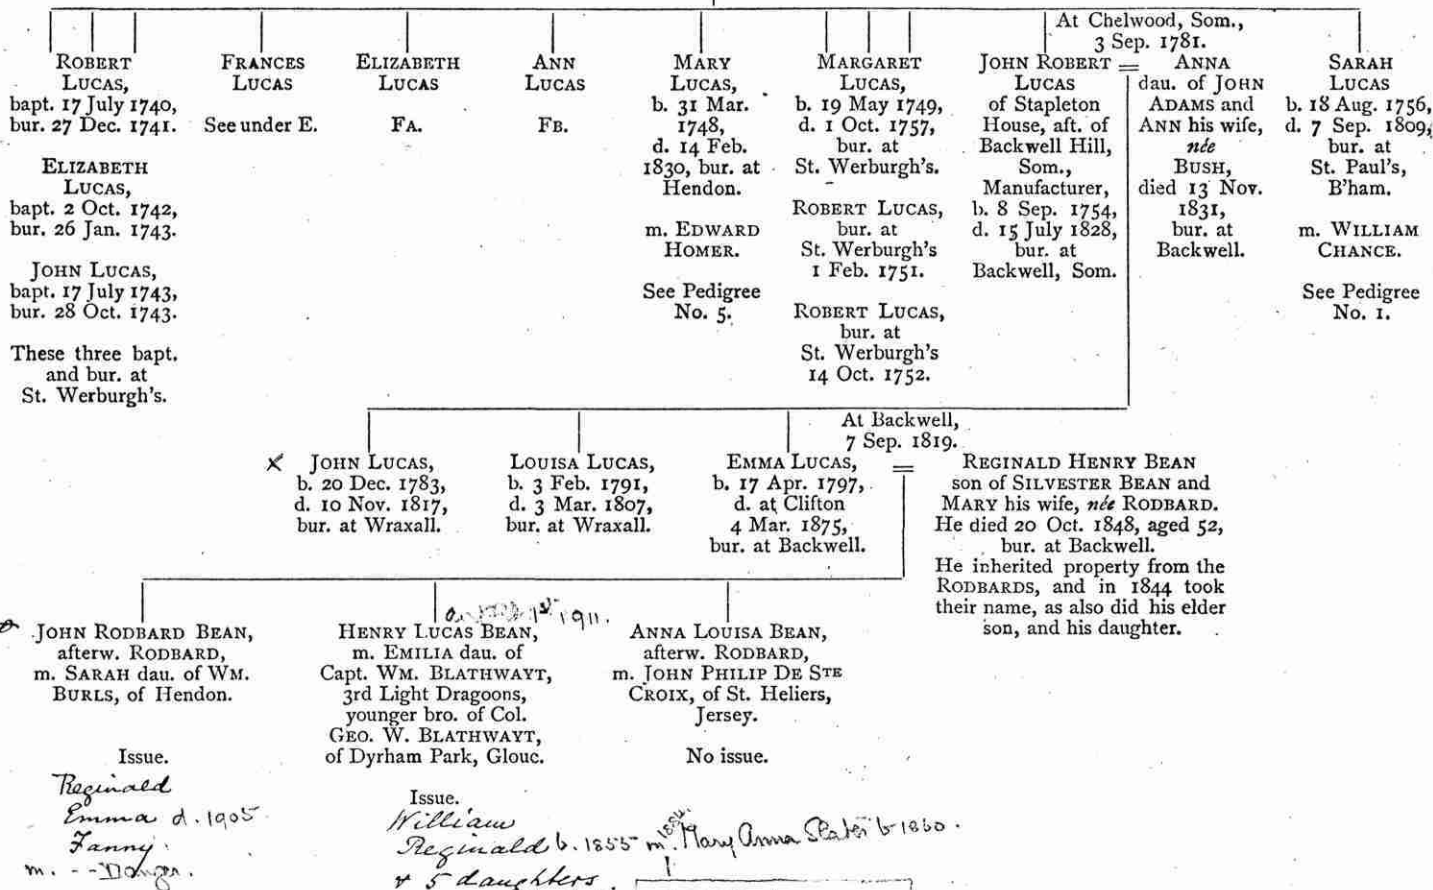 At Chelwood, Som.,
3 Sep. 1781.
ROBERT
LUCAS,
bapt. 17 July 1740,
bur. 27 Dec. 1741.
ELIZABETH
LUCAS,
bapt. 2 Oct. 1742,
bur. 26 Jan. 1743.
JOHN LUCAS,
bapt. 17 July 1743,
bur. 28 Oct. 1743.
These three bapt.
and bur. at
St. Werburgh's.
FRANCES
LUCAS
See under E.
ELIZABETH
LUCAS
FA.
ANN
LUCAS
FB.
MARY
LUCAS,
b. 31 Mar.
1748,
d. 14 Feb.
1830, bur. at
Hendon.
m. EDWARD
HOMER.
See Pedigree
No. 5.
MARGARET
LUCAS,
b. 19 May 1749,
d. 1 Oct. 1757,
bur. at
St. Werburgh's.
ROBERT LUCAS,
bur. at
St. Werburgh's
1 Feb. 1751.
ROBERT LUCAS,
bur. at
St. Werburgh's
14 Oct. 1752.
JOHN ROBERT =
LUCAS
of Stapleton
House, aft. of
Backwell Hill,
Som.,
Manufacturer,
b. 8 Sep. 1754,
d. 15 July 1828,
bur. at
Backwell, Som.
ANNA
dau. of JOHN
ADAMS and
ANN his wife,
née
BUSH,
died 13 Nov.
1831,
bur. at
Backwell.
SARAH
LUCAS
b. 18 Aug. 1756,
d. 7 Sep. 1809,
bur. at
St. Paul's,
B'ham.
m. WILLIAM
CHANCE.
See Pedigree
No. 1.
At Backwell,
7 Sep. 1819.
x JOHN LUCAS,
b. 20 Dec. 1783,
d. 10 Nov. 1817,
bur. at Wraxall.
LOUISA LUCAS,
b. 3 Feb. 1791,
d. 3 Mar. 1807,
bur. at Wraxall.
EMMA LUCAS, =
b. 17 Apr. 1797,
d. at Clifton
4 Mar. 1875,
bur. at Backwell.
REGINALD HENRY BEAN
son of SILVESTER BEAN and
MARY his wife, née RODBARD.
He died 20 Oct. 1848, aged 52,
bur. at Backwell.
He inherited property from the
RODBARDS, and in 1844 took
their name, as also did his elder
son, and his daughter.
JOHN RODBARD BEAN,
afterw. RODBARD,
m. SARAH dau. of WM.
BURLS, of Hendon.
Issue.
Reginald
Emma d. 1905
Fanny
m. --
1st 1911.
HENRY LUCAS BEAN,
m. EMILIA dau. of
Capt. WM. BLATHWAYT,
3rd Light Dragoons,
younger bro. of Col.
GEO. W. BLATHWAYT,
of Dyrham Park, Glouc.
Issue.
William
Reginald b. 1855 m. Mary Anna Slater b 1860.
& 5 daughters.
ANNA LOUISA BEAN,
afterw. RODBARD,
m. JOHN PHILIP DE STE
CROIX, of St. Heliers,
Jersey.
No issue.